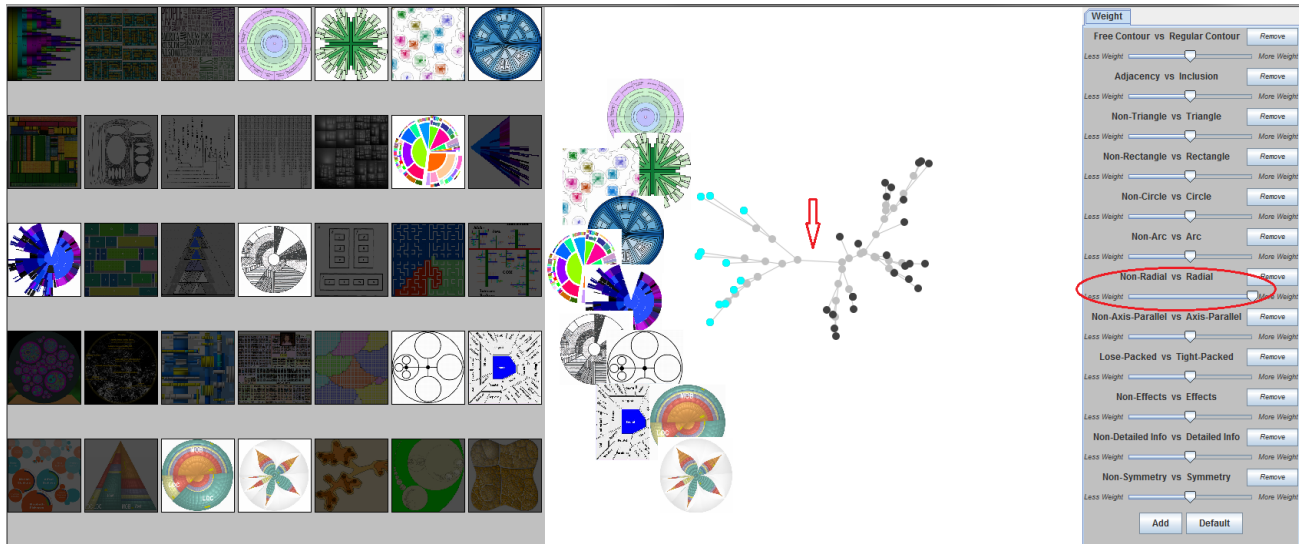 Weight
Free Contour vs Regular Contour
Remove
Less Weight
More Weight
Adjacency vs Inclusion
Remove
Less Weight
More Weight
Non-Triangle vs Triangle
Remove
Less Weight
More Weight
Non-Rectangle vs Rectangle
Remove
Less Weight
More Weight
Non-Circle vs Circle
Remove
Less Weight
More Weight
Non-Arc vs Arc
Remove
Less Weight
More Weight
Non-Radial vs Radial
Remove
Less Weight
More Weight
Non-Axis-Parallel vs Axis-Parallel
Remove
Less Weight
More Weight
Lose-Packed vs Tight-Packed
Remove
Less Weight
More Weight
Non-Effects vs Effects
Remove
Less Weight
More Weight
Non-Detailed Info vs Detailed Info
Remove
Less Weight
More Weight
Non-Symmetry vs Symmetry
Remove
Less Weight
More Weight
Add
Default